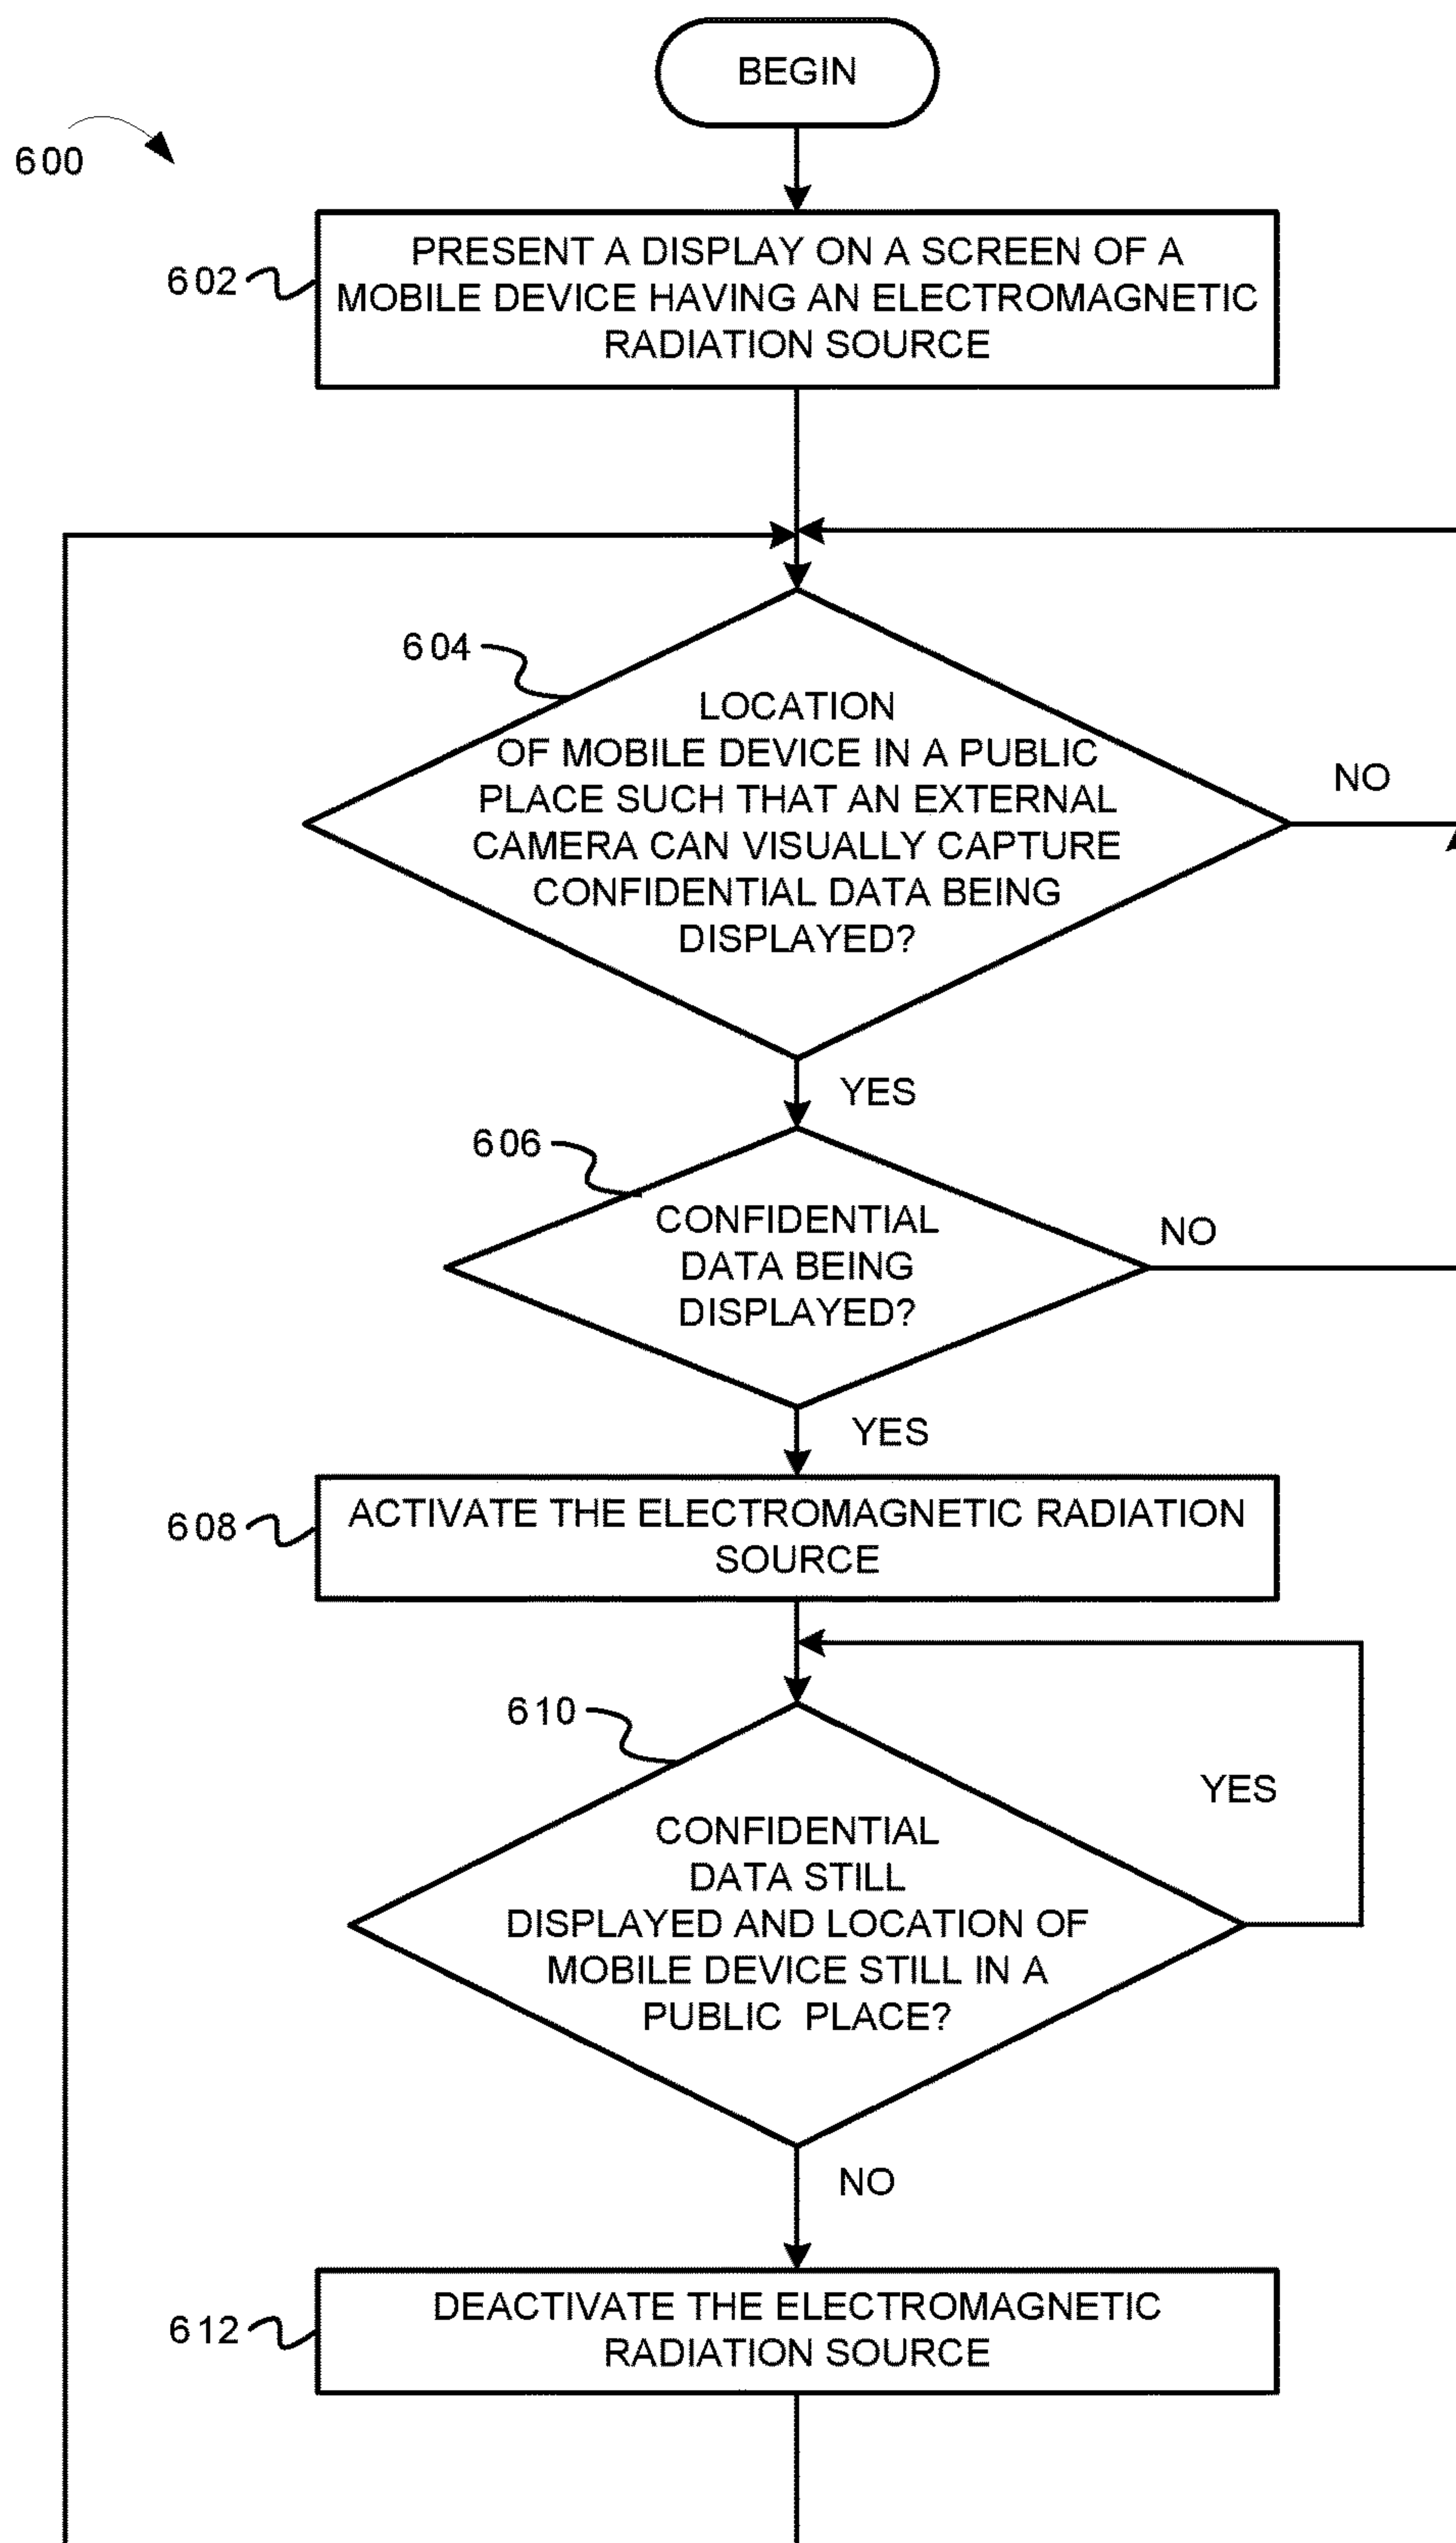 BEGIN
600
602
PRESENT A DISPLAY ON A SCREEN OF A
MOBILE DEVICE HAVING AN ELECTROMAGNETIC
RADIATION SOURCE
604
LOCATION
OF MOBILE DEVICE IN A PUBLIC
PLACE SUCH THAT AN EXTERNAL
CAMERA CAN VISUALLY CAPTURE
CONFIDENTIAL DATA BEING
DISPLAYED?
NO
YES
606
CONFIDENTIAL
DATA BEING
DISPLAYED?
NO
YES
608
ACTIVATE THE ELECTROMAGNETIC RADIATION
SOURCE
610
YES
CONFIDENTIAL
DATA STILL
DISPLAYED AND LOCATION OF
MOBILE DEVICE STILL IN A
PUBLIC PLACE?
NO
612
DEACTIVATE THE ELECTROMAGNETIC
RADIATION SOURCE